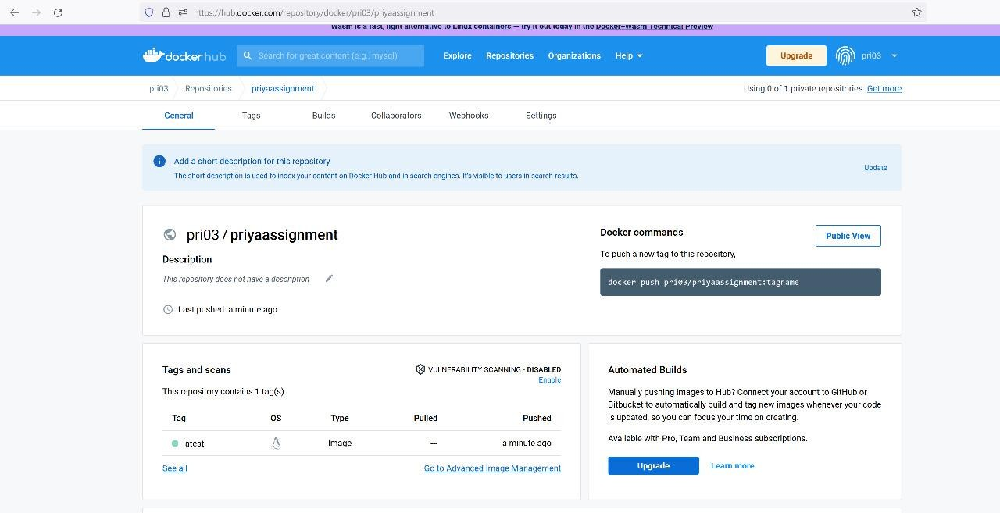 https://hub.docker.com/repository/docker/pri03/priyaassignment
Wasm is a fast, light alternative to Linux containers — try it out today in the Docker+Wasm Technical Preview
dockerhub
Search for great content (e.g., mysql)
Explore
Repositories
Organizations
Help
Upgrade
pri03
pri03
Repositories
priyaassignment
Using 0 of 1 private repositories. Get more
General
Tags
Builds
Collaborators
Webhooks
Settings
Add a short description for this repository
The short description is used to index your content on Docker Hub and in search engines. It's visible to users in search results.
Update
pri03 / priyaassignment
Description
This repository does not have a description
Last pushed: a minute ago
Docker commands
Public View
To push a new tag to this repository,
docker push pri03/priyaassignment:tagname
Tags and scans
VULNERABILITY SCANNING - DISABLED
Enable
This repository contains 1 tag(s).
Tag OS Type Pulled Pushed
latest Image --- a minute ago
See all
Go to Advanced Image Management
Automated Builds
Manually pushing images to Hub? Connect your account to GitHub or
Bitbucket to automatically build and tag new images whenever your code
is updated, so you can focus your time on creating.
Available with Pro, Team and Business subscriptions.
Upgrade
Learn more